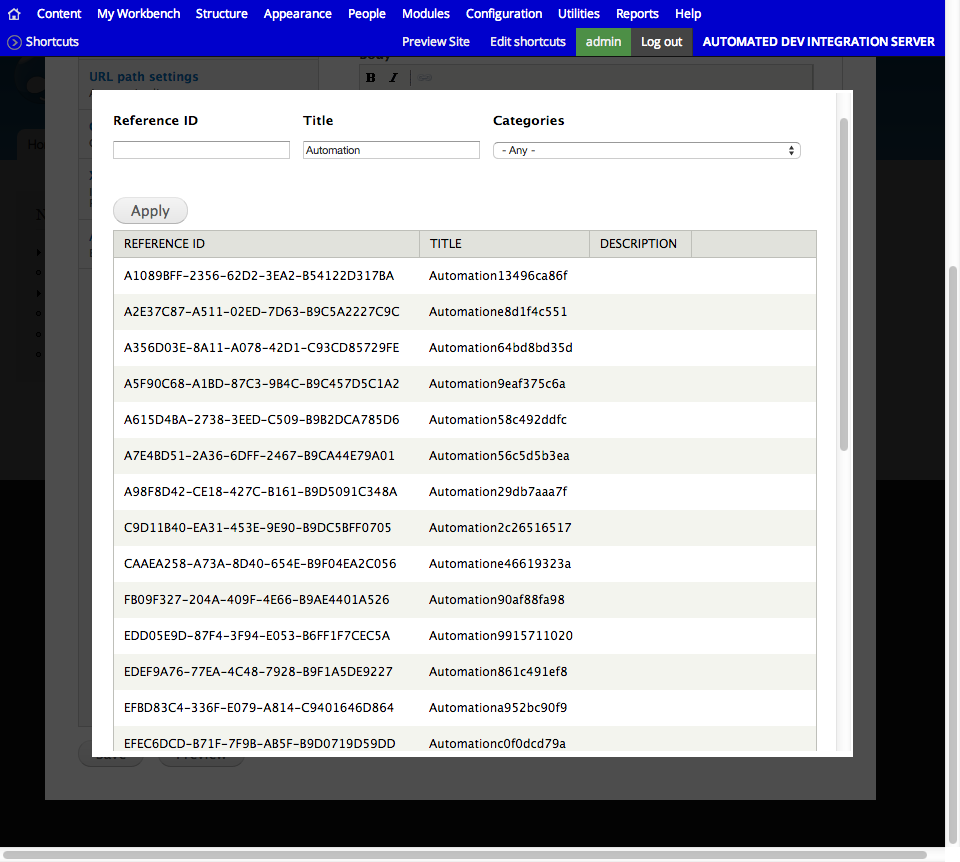 Content My Workbench Structure Appearance People Modules Configuration Utilities Reports Help
Shortcuts Preview Site Edit shortcuts admin Log out AUTOMATED DEV INTEGRATION SERVER
Body
URL path settings
B I
Reference ID Title Categories
Automation - Any -
Apply
REFERENCE ID TITLE DESCRIPTION
A1089BFF-2356-62D2-3EA2-B54122D317BA Automation13496ca86f
A2E37C87-A511-02ED-7D63-B9C5A2227C9C Automatione8d1f4c551
A356D03E-8A11-A078-42D1-C93CD85729FE Automation64bd8bd35d
A5F90C68-A1BD-87C3-9B4C-B9C457D5C1A2 Automation9eaf375c6a
A615D4BA-2738-3EED-C509-B9B2DCA785D6 Automation58c492ddfc
A7E4BD51-2A36-6DFF-2467-B9CA44E79A01 Automation56c5d5b3ea
A98F8D42-CE18-427C-B161-B9D5091C348A Automation29db7aaa7f
C9D11B40-EA31-453E-9E90-B9DC5BFF0705 Automation2c26516517
CAAEA258-A73A-8D40-654E-B9F04EA2C056 Automatione46619323a
FB09F327-204A-409F-4E66-B9AE4401A526 Automation90af88fa98
EDD05E9D-87F4-3F94-E053-B6FF1F7CEC5A Automation9915711020
EDEF9A76-77EA-4C48-7928-B9F1A5DE9227 Automation861c491ef8
EFBD83C4-336F-E079-A814-C9401646D864 Automationa952bc90f9
EFEC6DCD-B71F-7F9B-AB5F-B9D0719D59DD Automationc0f0dcd79a
Save Preview